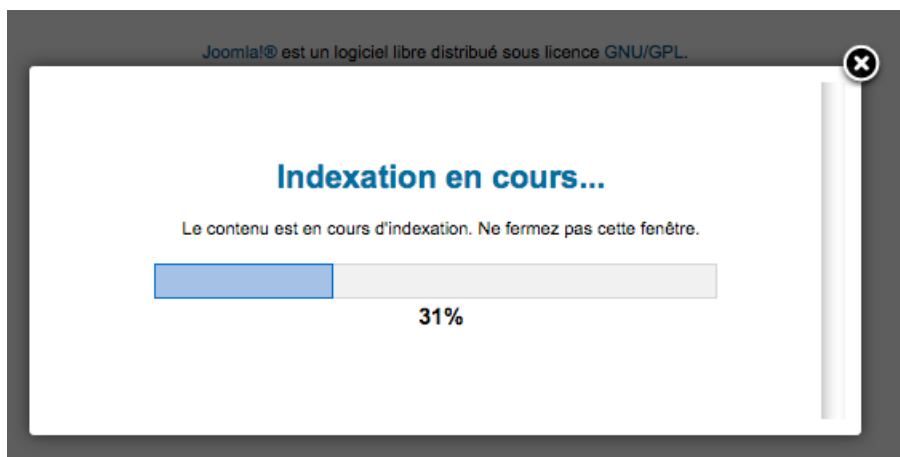 Joomla!® est un logiciel libre distribué sous licence GNU/GPL.
Indexation en cours...
Le contenu est en cours d'indexation. Ne fermez pas cette fenêtre.
31%